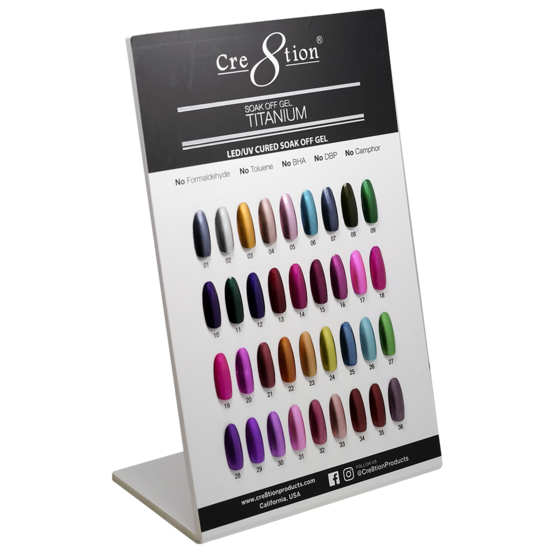 Cre8tion®
SOAK OFF GEL
TITANIUM
LED/UV CURED SOAK OFF GEL
No Formaldehyde No Toluene No BHA No DBP No Camphor
01 02 03 04 05 06 07 08 09
10 11 12 13 14 15 16 17 18
19 20 21 22 23 24 25 26 27
28 29 30 31 32 33 34 35 36
www.cre8tionproducts.com
California, USA
FOLLOW US
@Cre8tionProducts